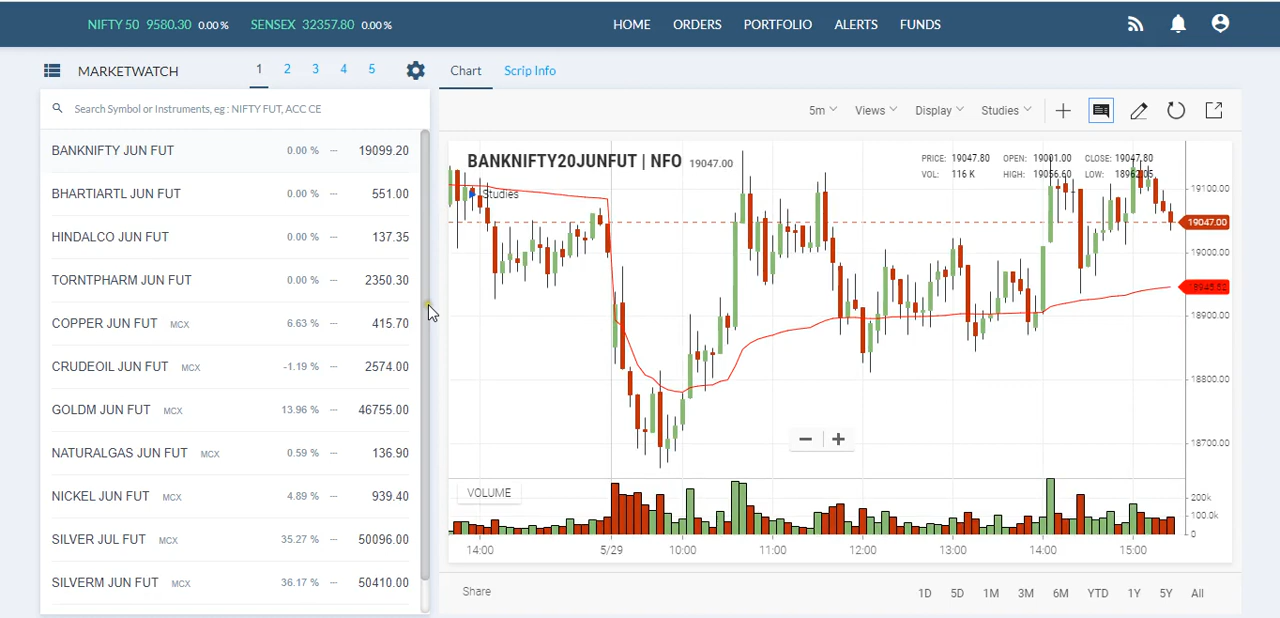 NIFTY 50 9580.30 0.00 % SENSEX 32357.80 0.00 % HOME ORDERS PORTFOLIO ALERTS FUNDS
MARKETWATCH 1 2 3 4 5
Search Symbol or Instruments, eg : NIFTY FUT, ACC CE
BANKNIFTY JUN FUT 0.00 % -- 19099.20
BHARTIARTL JUN FUT 0.00 % -- 551.00
HINDALCO JUN FUT 0.00 % -- 137.35
TORNTPHARM JUN FUT 0.00 % -- 2350.30
COPPER JUN FUT MCX 6.63 % -- 415.70
CRUDEOIL JUN FUT MCX -1.19 % -- 2574.00
GOLDM JUN FUT MCX 13.96 % -- 46755.00
NATURALGAS JUN FUT MCX 0.59 % -- 136.90
NICKEL JUN FUT MCX 4.89 % -- 939.40
SILVER JUL FUT MCX 35.27 % -- 50096.00
SILVERM JUN FUT MCX 36.17 % -- 50410.00
Chart Scrip Info
5m Views Display Studies
BANKNIFTY20JUNFUT | NFO 19047.00
PRICE: 19047.80 OPEN: 19001.00 CLOSE: 19047.80
VOL: 116 K HIGH: 19056.60 LOW: 18962.05
Studies
19100.00
19047.00
19000.00
18900.00
18800.00
18700.00
VOLUME
200k
100.0k
0
14:00 5/29 10:00 11:00 12:00 13:00 14:00 15:00
Share 1D 5D 1M 3M 6M YTD 1Y 5Y All